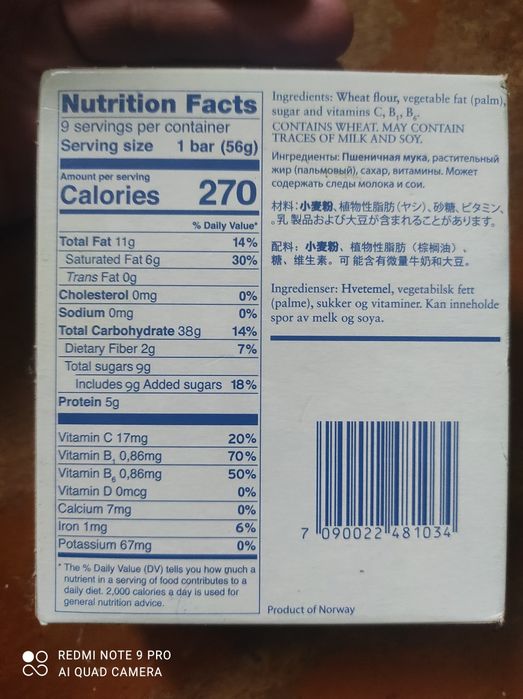 Nutrition Facts
9 servings per container
Serving size 1 bar (56g)
Amount per serving
Calories 270
% Daily Value*
Total Fat 11g 14%
Saturated Fat 6g 30%
Trans Fat 0g
Cholesterol 0mg 0%
Sodium 0mg 0%
Total Carbohydrate 38g 14%
Dietary Fiber 2g 7%
Total sugars 9g
Includes 9g Added sugars 18%
Protein 5g
Vitamin C 17mg 20%
Vitamin B₁ 0,86mg 70%
Vitamin B₆ 0,86mg 50%
Vitamin D 0mcg 0%
Calcium 7mg 0%
Iron 1mg 6%
Potassium 67mg 0%
* The % Daily Value (DV) tells you how much a
nutrient in a serving of food contributes to a
daily diet. 2,000 calories a day is used for
general nutrition advice.
Ingredients: Wheat flour, vegetable fat (palm),
sugar and vitamins C, B₁, B₆.
CONTAINS WHEAT. MAY CONTAIN
TRACES OF MILK AND SOY.
Ингредиенты: Пшеничная мука, растительный
жир (пальмовый), сахар, витамины. Может
содержать следы молока и сои.
材料：小麦粉、植物性脂肪（ヤシ）、砂糖、ビタミン、
。乳 製品および大豆が含まれることがあります。
配料：小麦粉、植物性脂肪（棕榈油）、
糖、维生素。可 能含有微量牛奶和大豆。
Ingredienser: Hvetemel, vegetabilsk fett
(palme), sukker og vitaminer. Kan inneholde
spor av melk og soya.
7 090022 481034
Product of Norway
REDMI NOTE 9 PRO
AI QUAD CAMERA